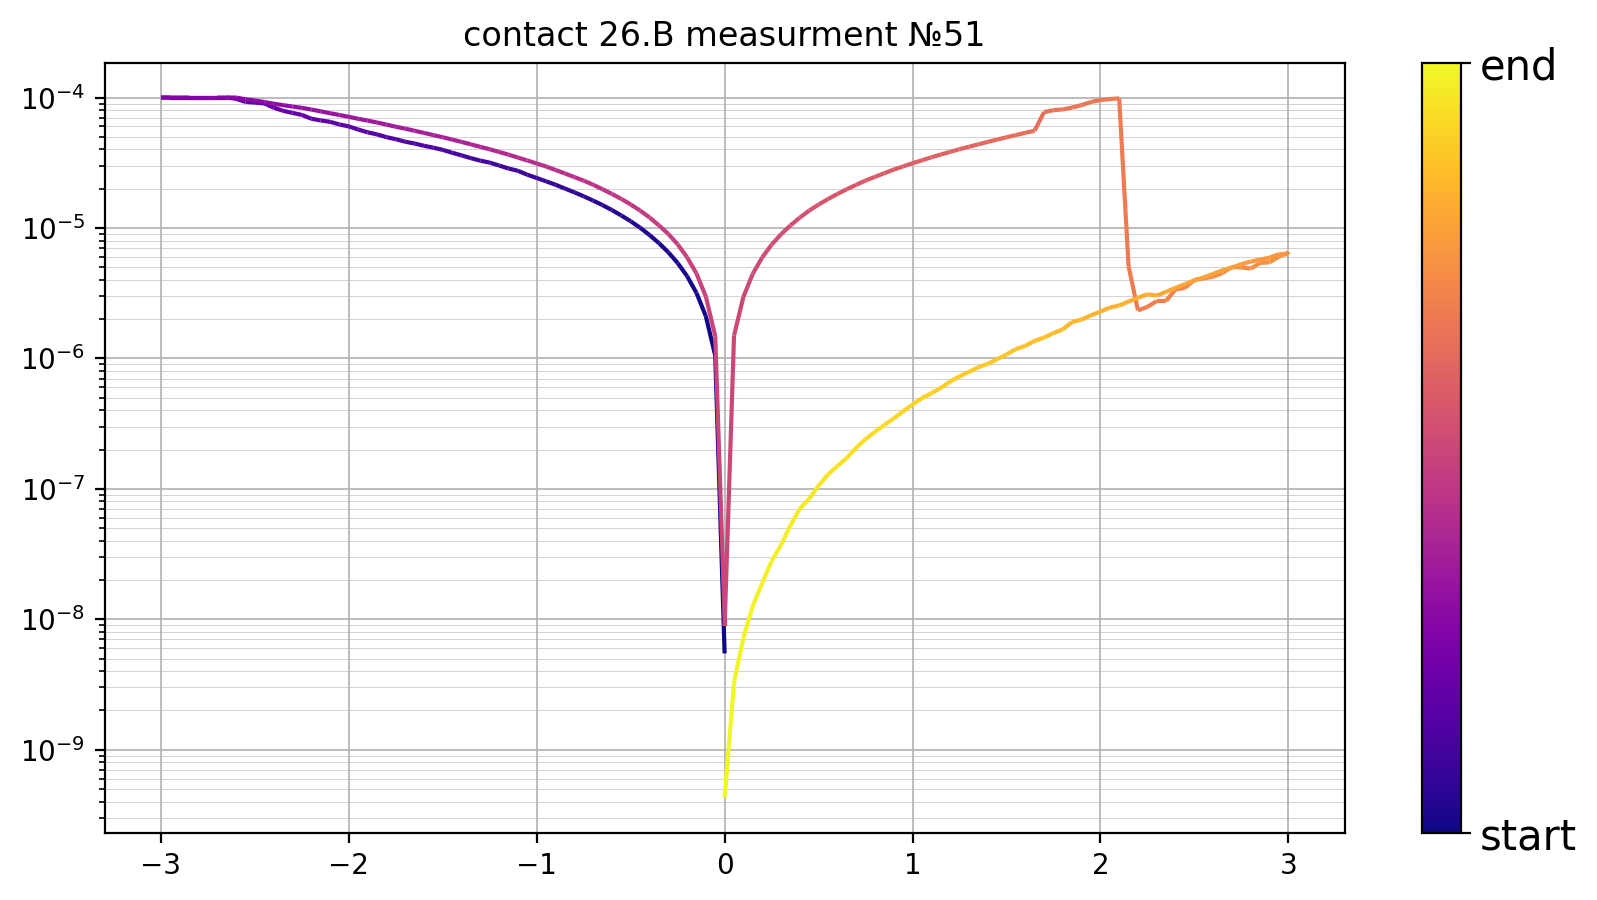 contact 26.B measurment №51
10⁻⁴
10⁻⁵
10⁻⁶
10⁻⁷
10⁻⁸
10⁻⁹
−3 −2 −1 0 1 2 3
end
start